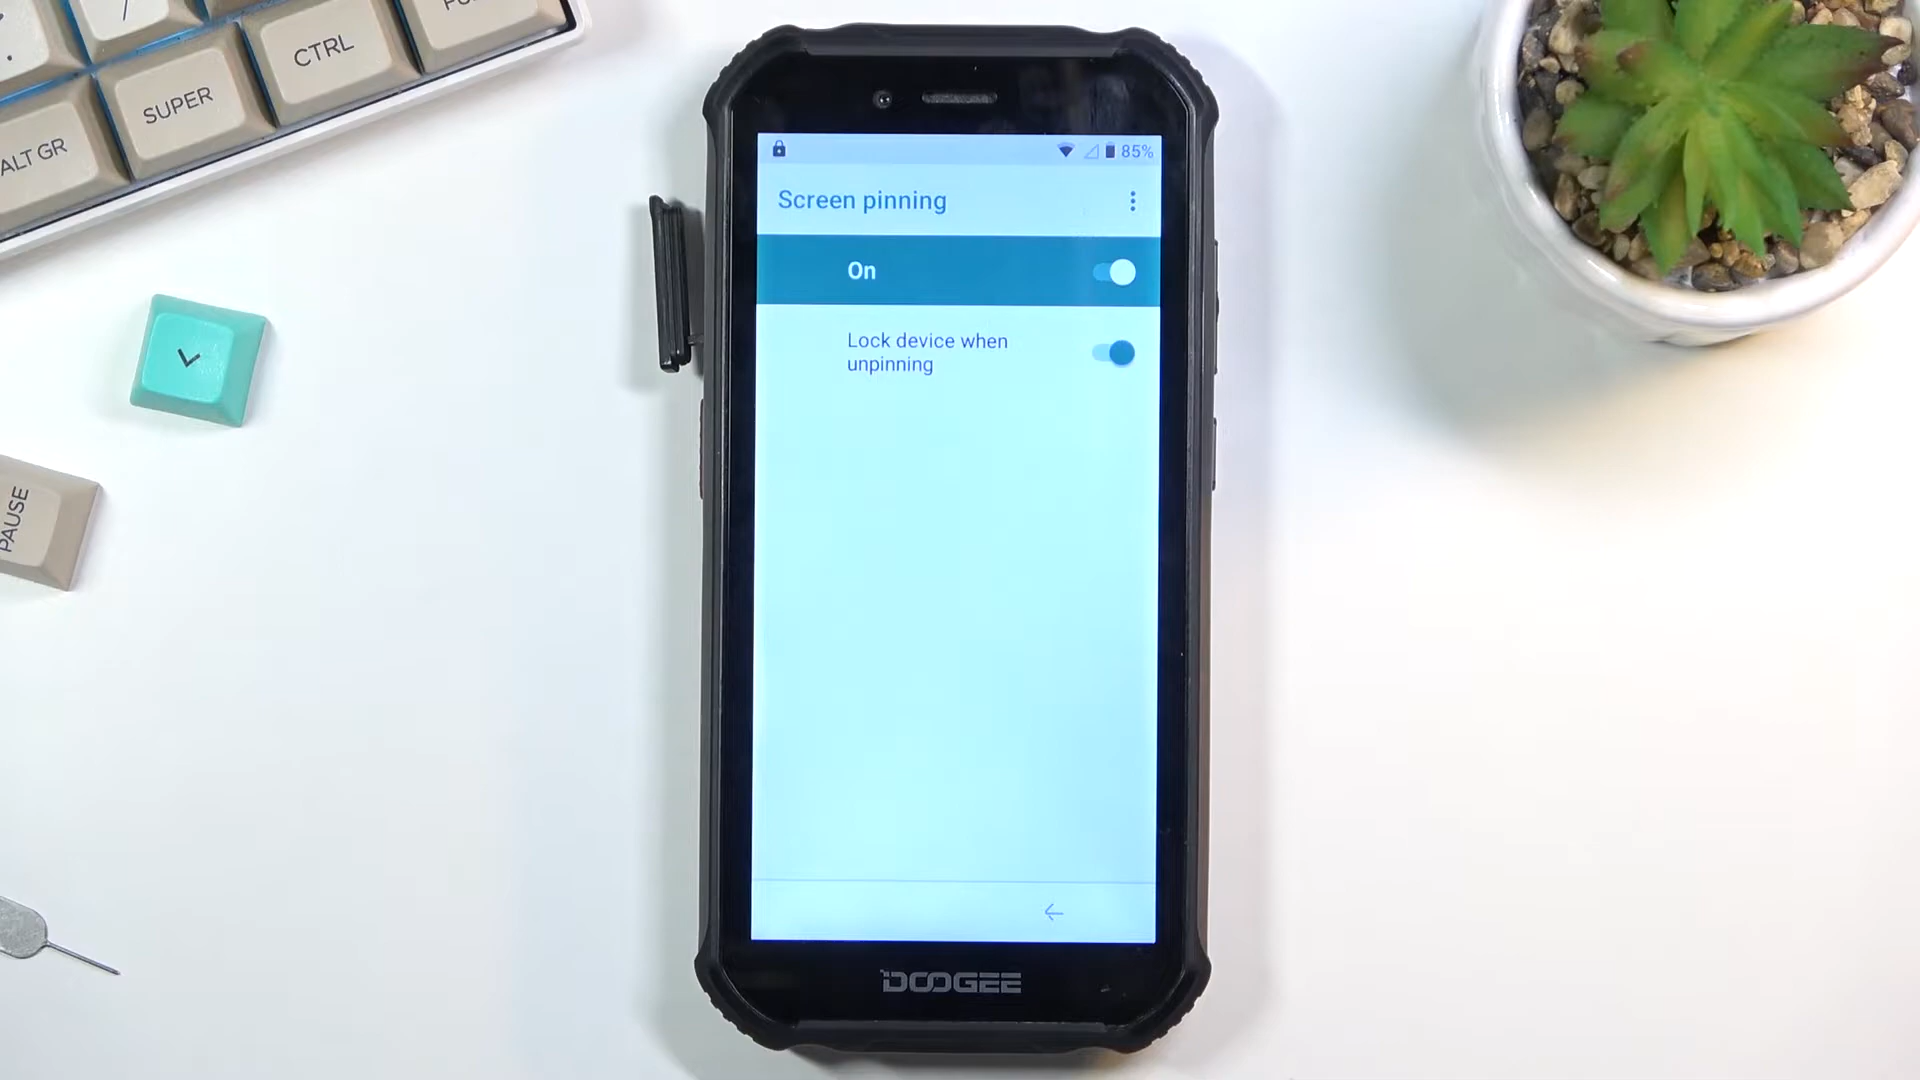 /
CTRL
SUPER
ALT GR
PAUSE
85%
Screen pinning
On
Lock device when
unpinning
DOOGEE